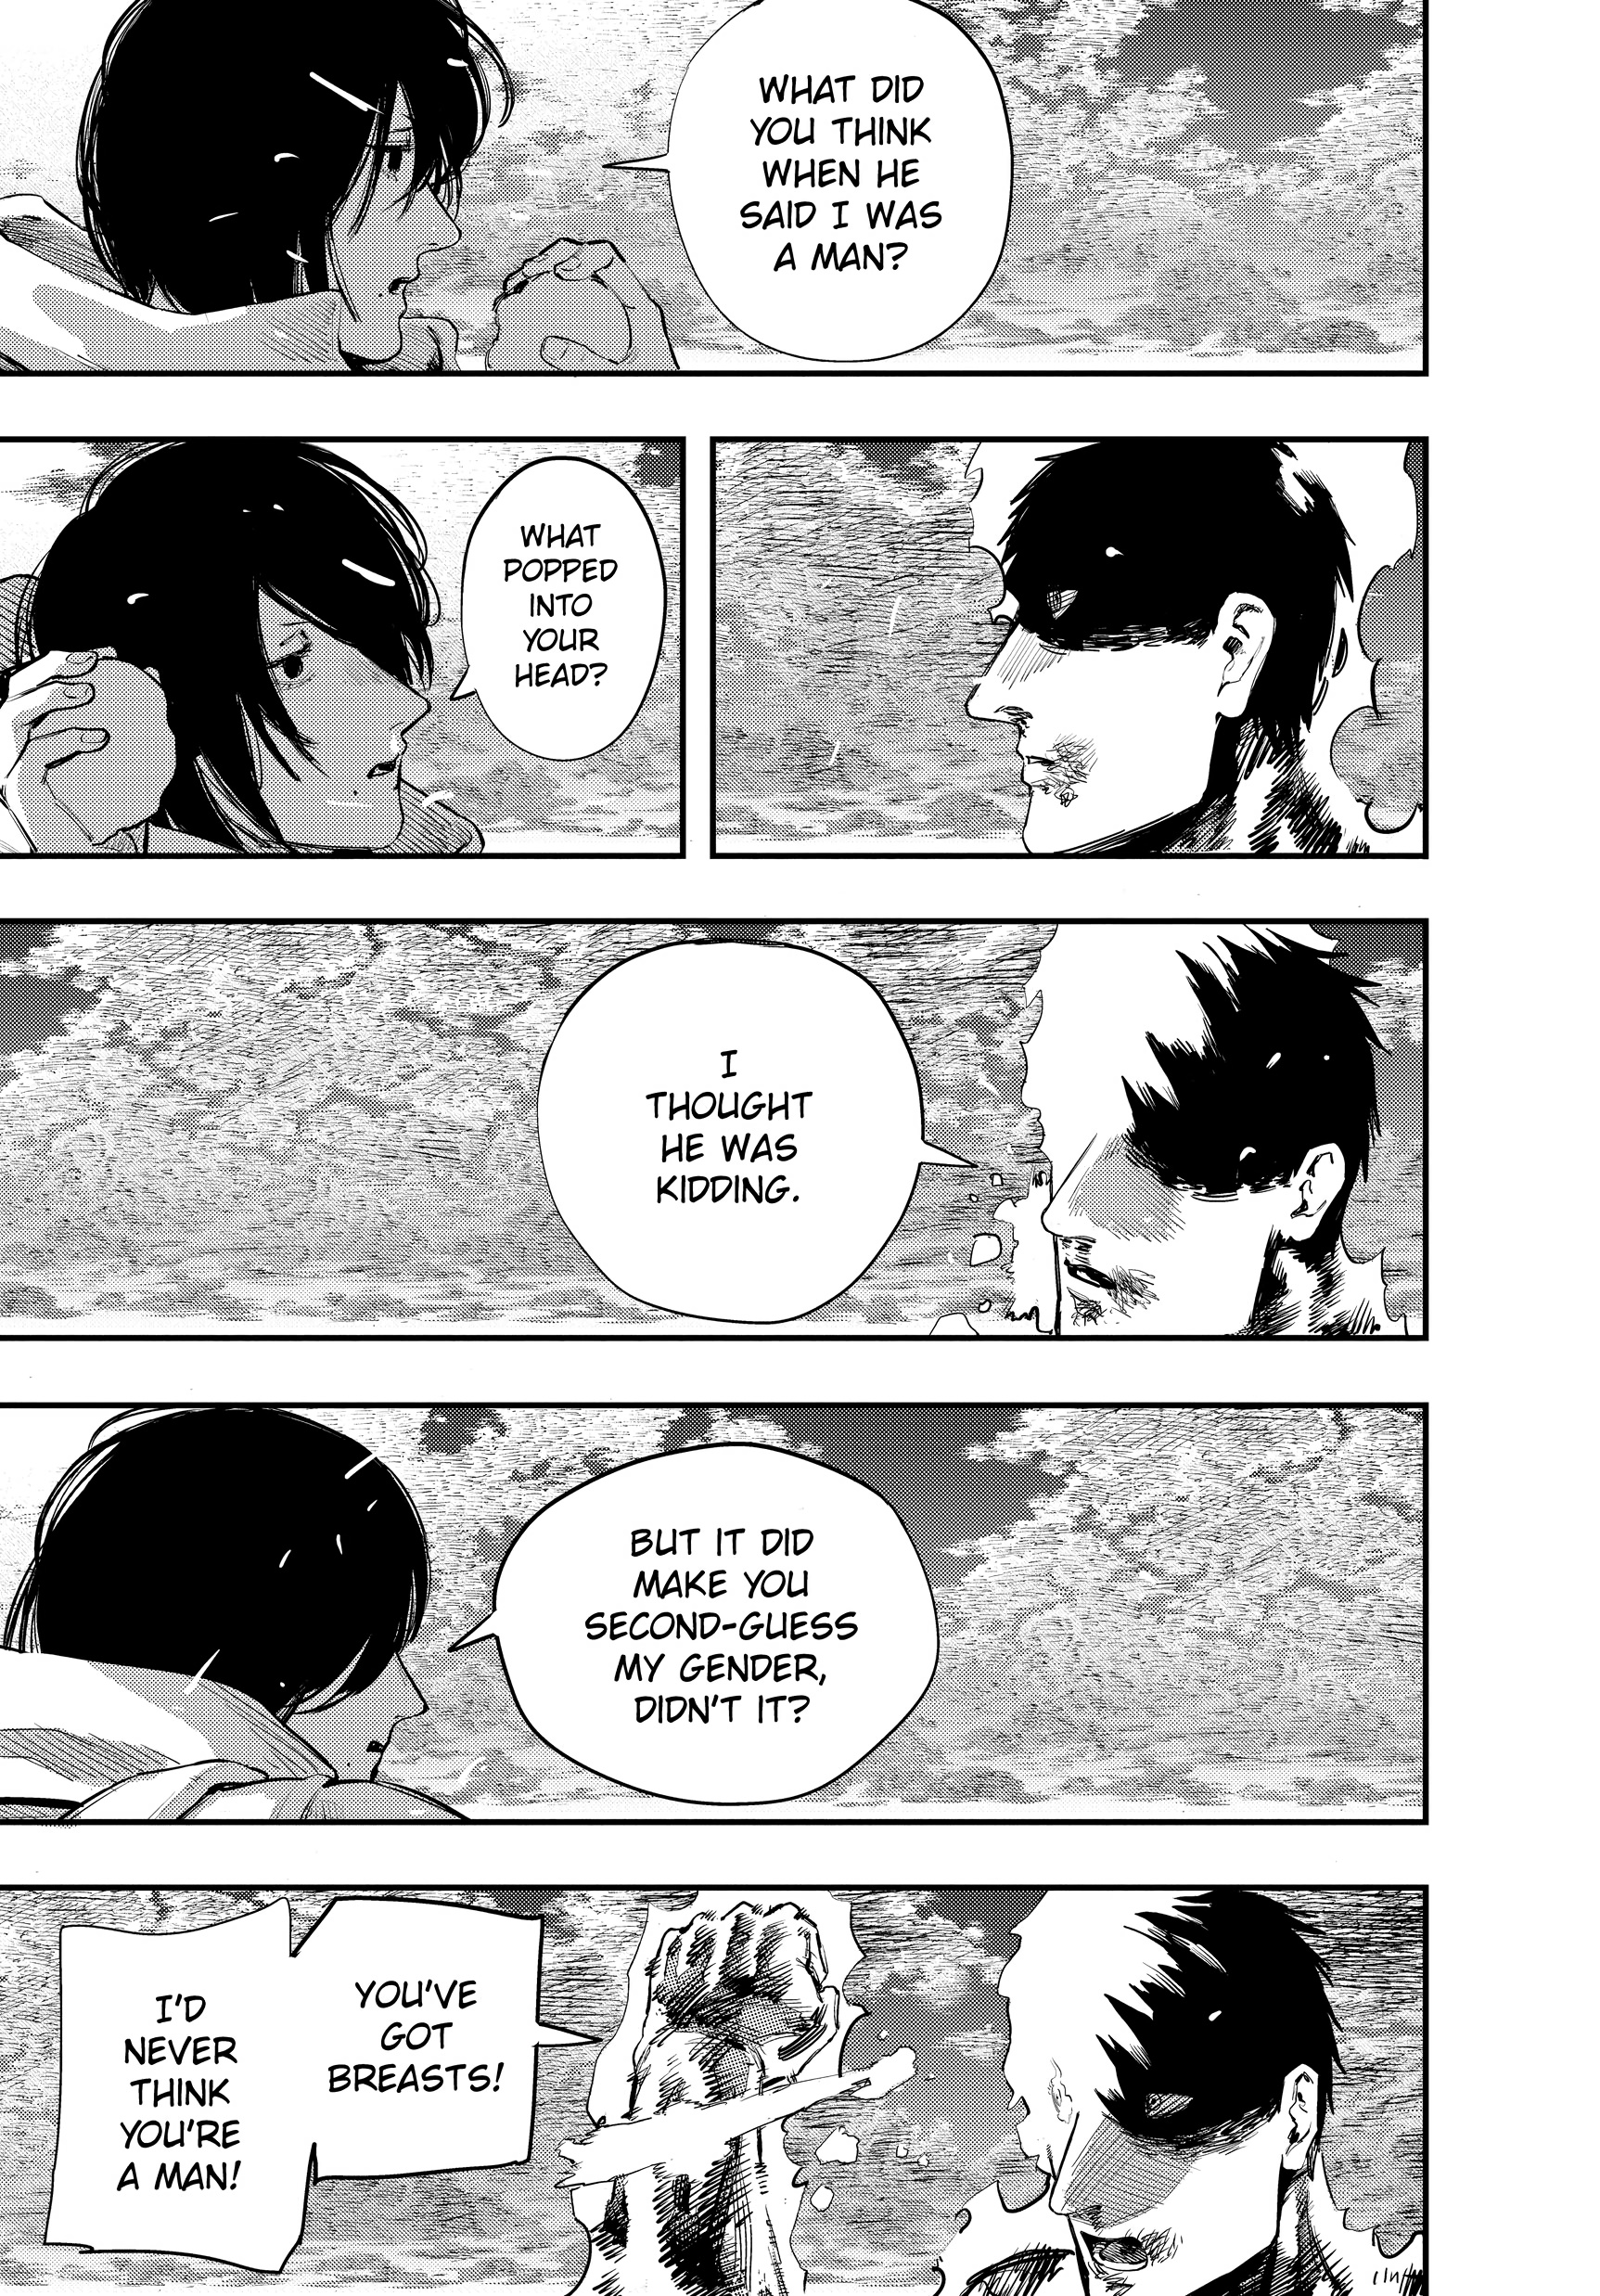 WHAT DID
YOU THINK
WHEN HE
SAID I WAS
A MAN?
WHAT
POPPED
INTO
YOUR
HEAD?
I
THOUGHT
HE WAS
KIDDING.
BUT IT DID
MAKE YOU
SECOND-GUESS
MY GENDER,
DIDN'T IT?
YOU'VE
GOT
BREASTS!
I'D
NEVER
THINK
YOU'RE
A MAN!